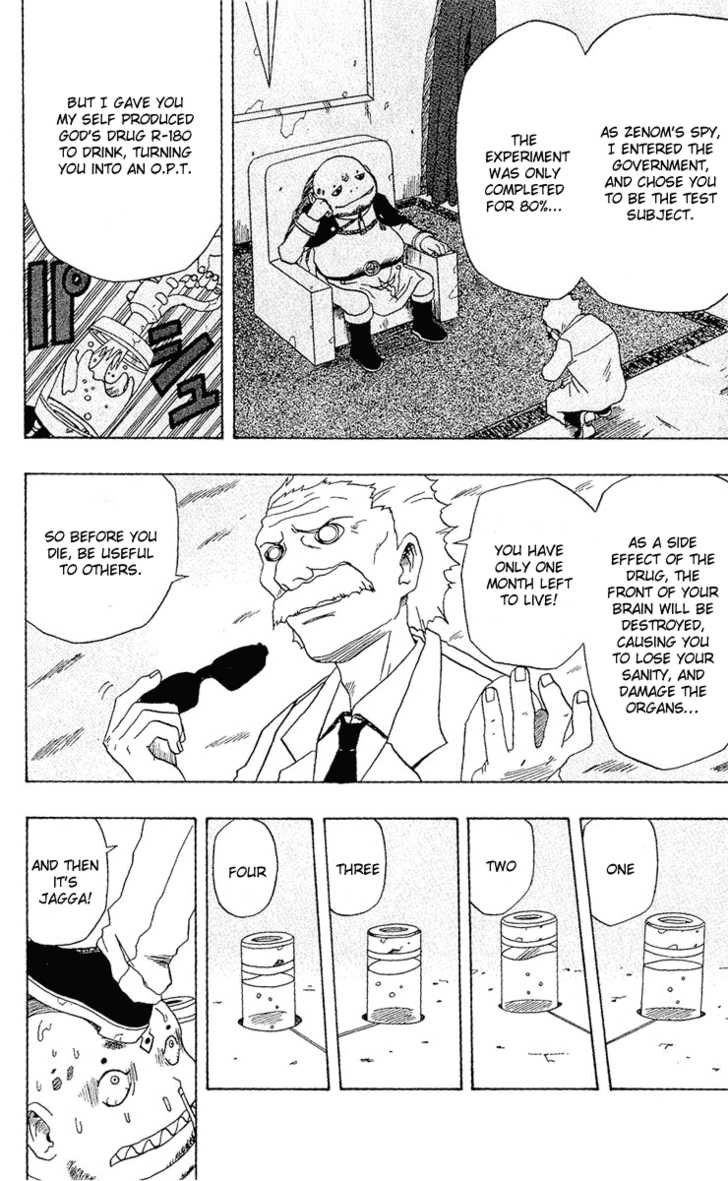 AS ZENOM'S SPY,
I ENTERED THE
GOVERNMENT,
AND CHOSE YOU
TO BE THE TEST
SUBJECT.
THE
EXPERIMENT
WAS ONLY
COMPLETED
FOR 80%...
BUT I GAVE YOU
MY SELF PRODUCED
GOD'S DRUG R-180
TO DRINK, TURNING
YOU INTO AN O.P.T.
パシュ
AS A SIDE
EFFECT OF THE
DRUG, THE
FRONT OF YOUR
BRAIN WILL BE
DESTROYED,
CAUSING YOU
TO LOSE YOUR
SANITY, AND
DAMAGE THE
ORGANS...
YOU HAVE
ONLY ONE
MONTH LEFT
TO LIVE!
SO BEFORE YOU
DIE, BE USEFUL
TO OTHERS.
ONE
TWO
THREE
FOUR
AND THEN
IT'S
JAGGA!